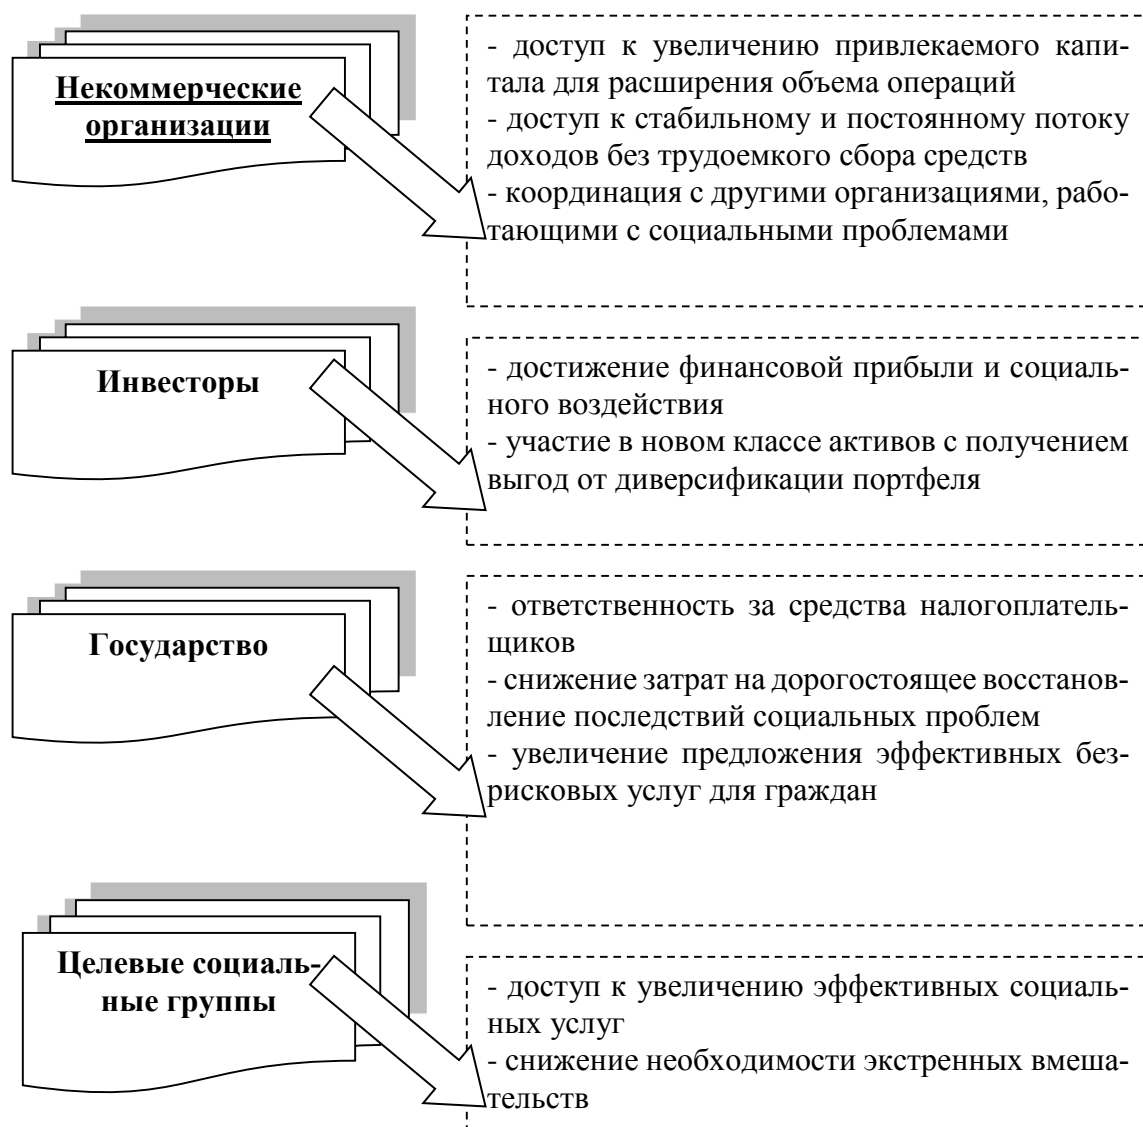 Некоммерческие
организации
- доступ к увеличению привлекаемого капи-
тала для расширения объема операций
- доступ к стабильному и постоянному потоку
доходов без трудоемкого сбора средств
- координация с другими организациями, рабо-
тающими с социальными проблемами
Инвесторы
- достижение финансовой прибыли и социаль-
ного воздействия
- участие в новом классе активов с получением
выгод от диверсификации портфеля
Государство
- ответственность за средства налогоплатель-
щиков
- снижение затрат на дорогостоящее восстанов-
ление последствий социальных проблем
- увеличение предложения эффективных без-
рисковых услуг для граждан
Целевые социаль-
ные группы
- доступ к увеличению эффективных социаль-
ных услуг
- снижение необходимости экстренных вмеша-
тельств